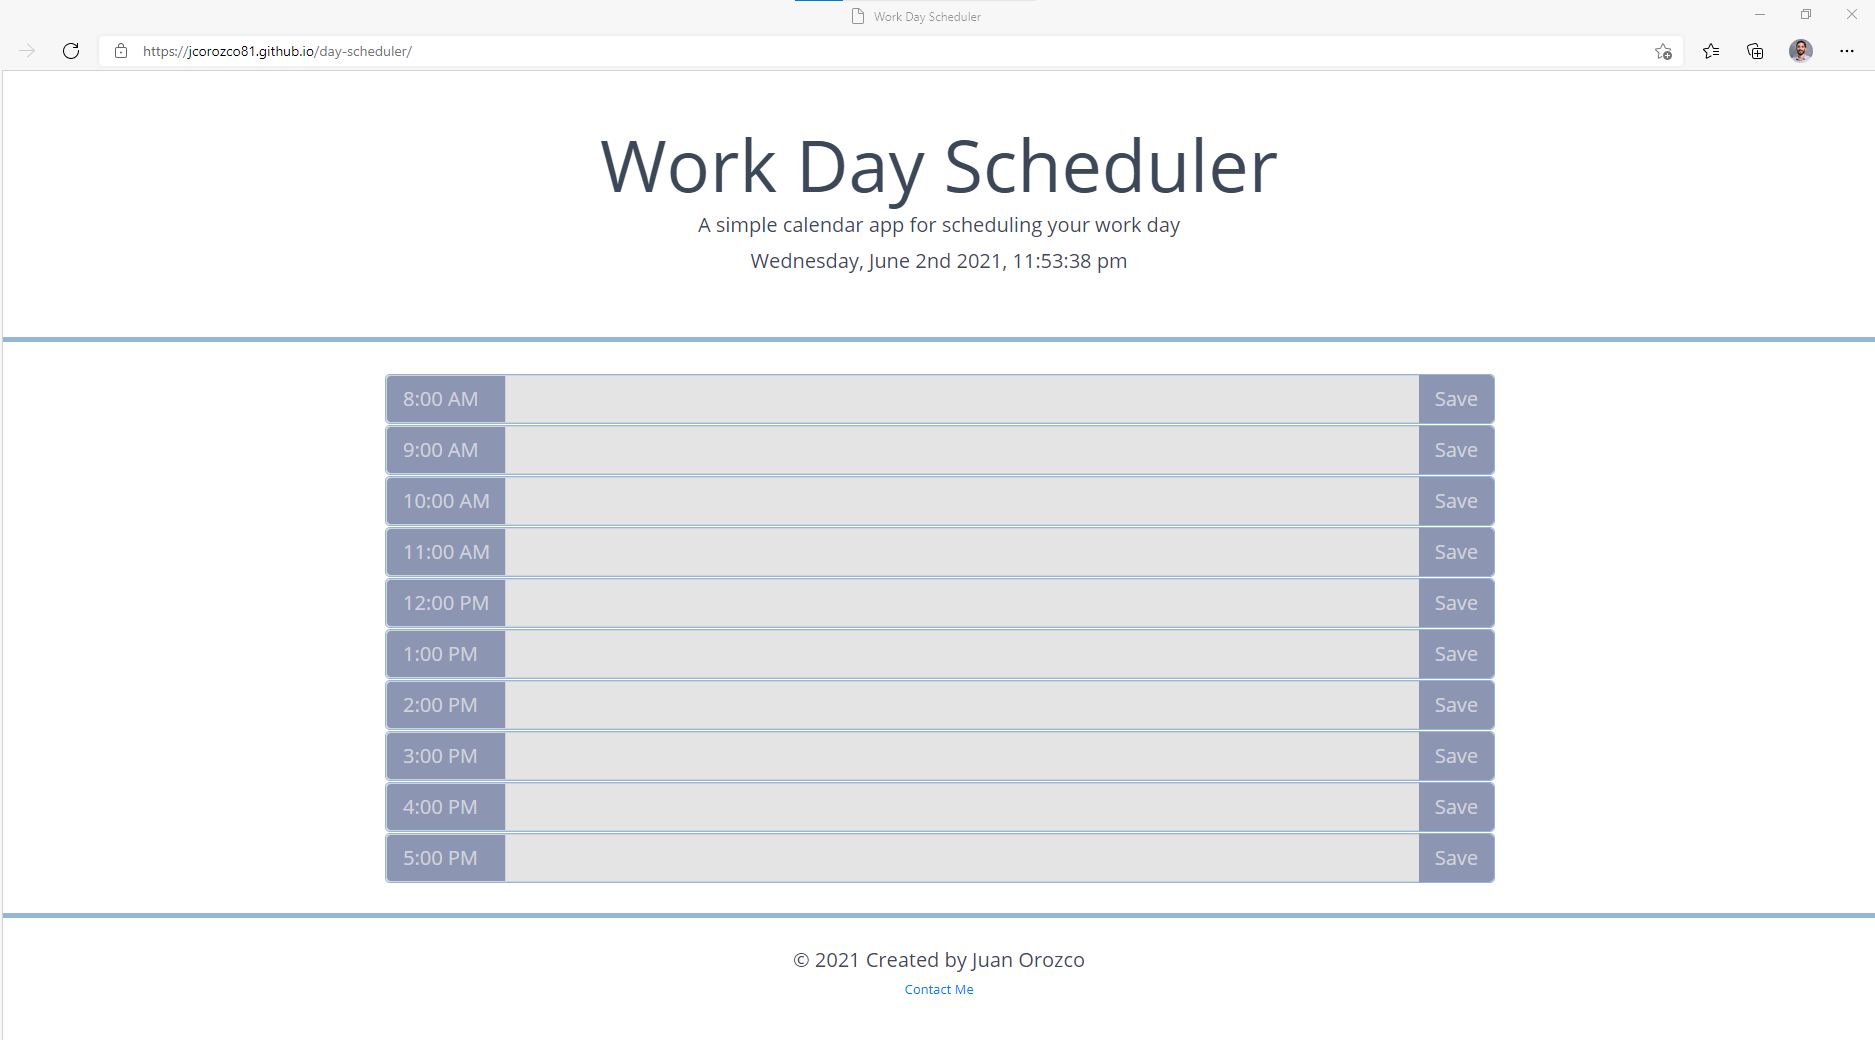 Work Day Scheduler
https://jcorozco81.github.io/day-scheduler/
Work Day Scheduler
A simple calendar app for scheduling your work day
Wednesday, June 2nd 2021, 11:53:38 pm
8:00 AM Save
9:00 AM Save
10:00 AM Save
11:00 AM Save
12:00 PM Save
1:00 PM Save
2:00 PM Save
3:00 PM Save
4:00 PM Save
5:00 PM Save
© 2021 Created by Juan Orozco
Contact Me